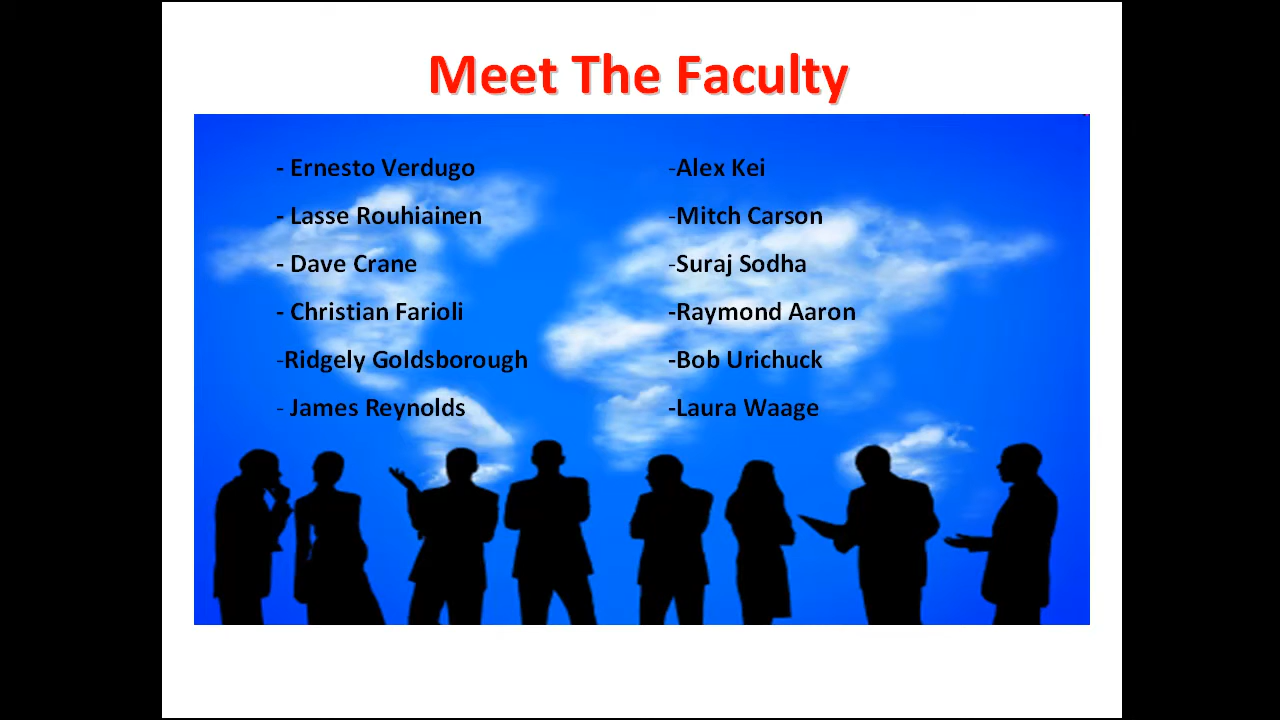 Meet The Faculty
- Ernesto Verdugo
- Lasse Rouhiainen
- Dave Crane
- Christian Farioli
-Ridgely Goldsborough
- James Reynolds
-Alex Kei
-Mitch Carson
-Suraj Sodha
-Raymond Aaron
-Bob Urichuck
-Laura Waage